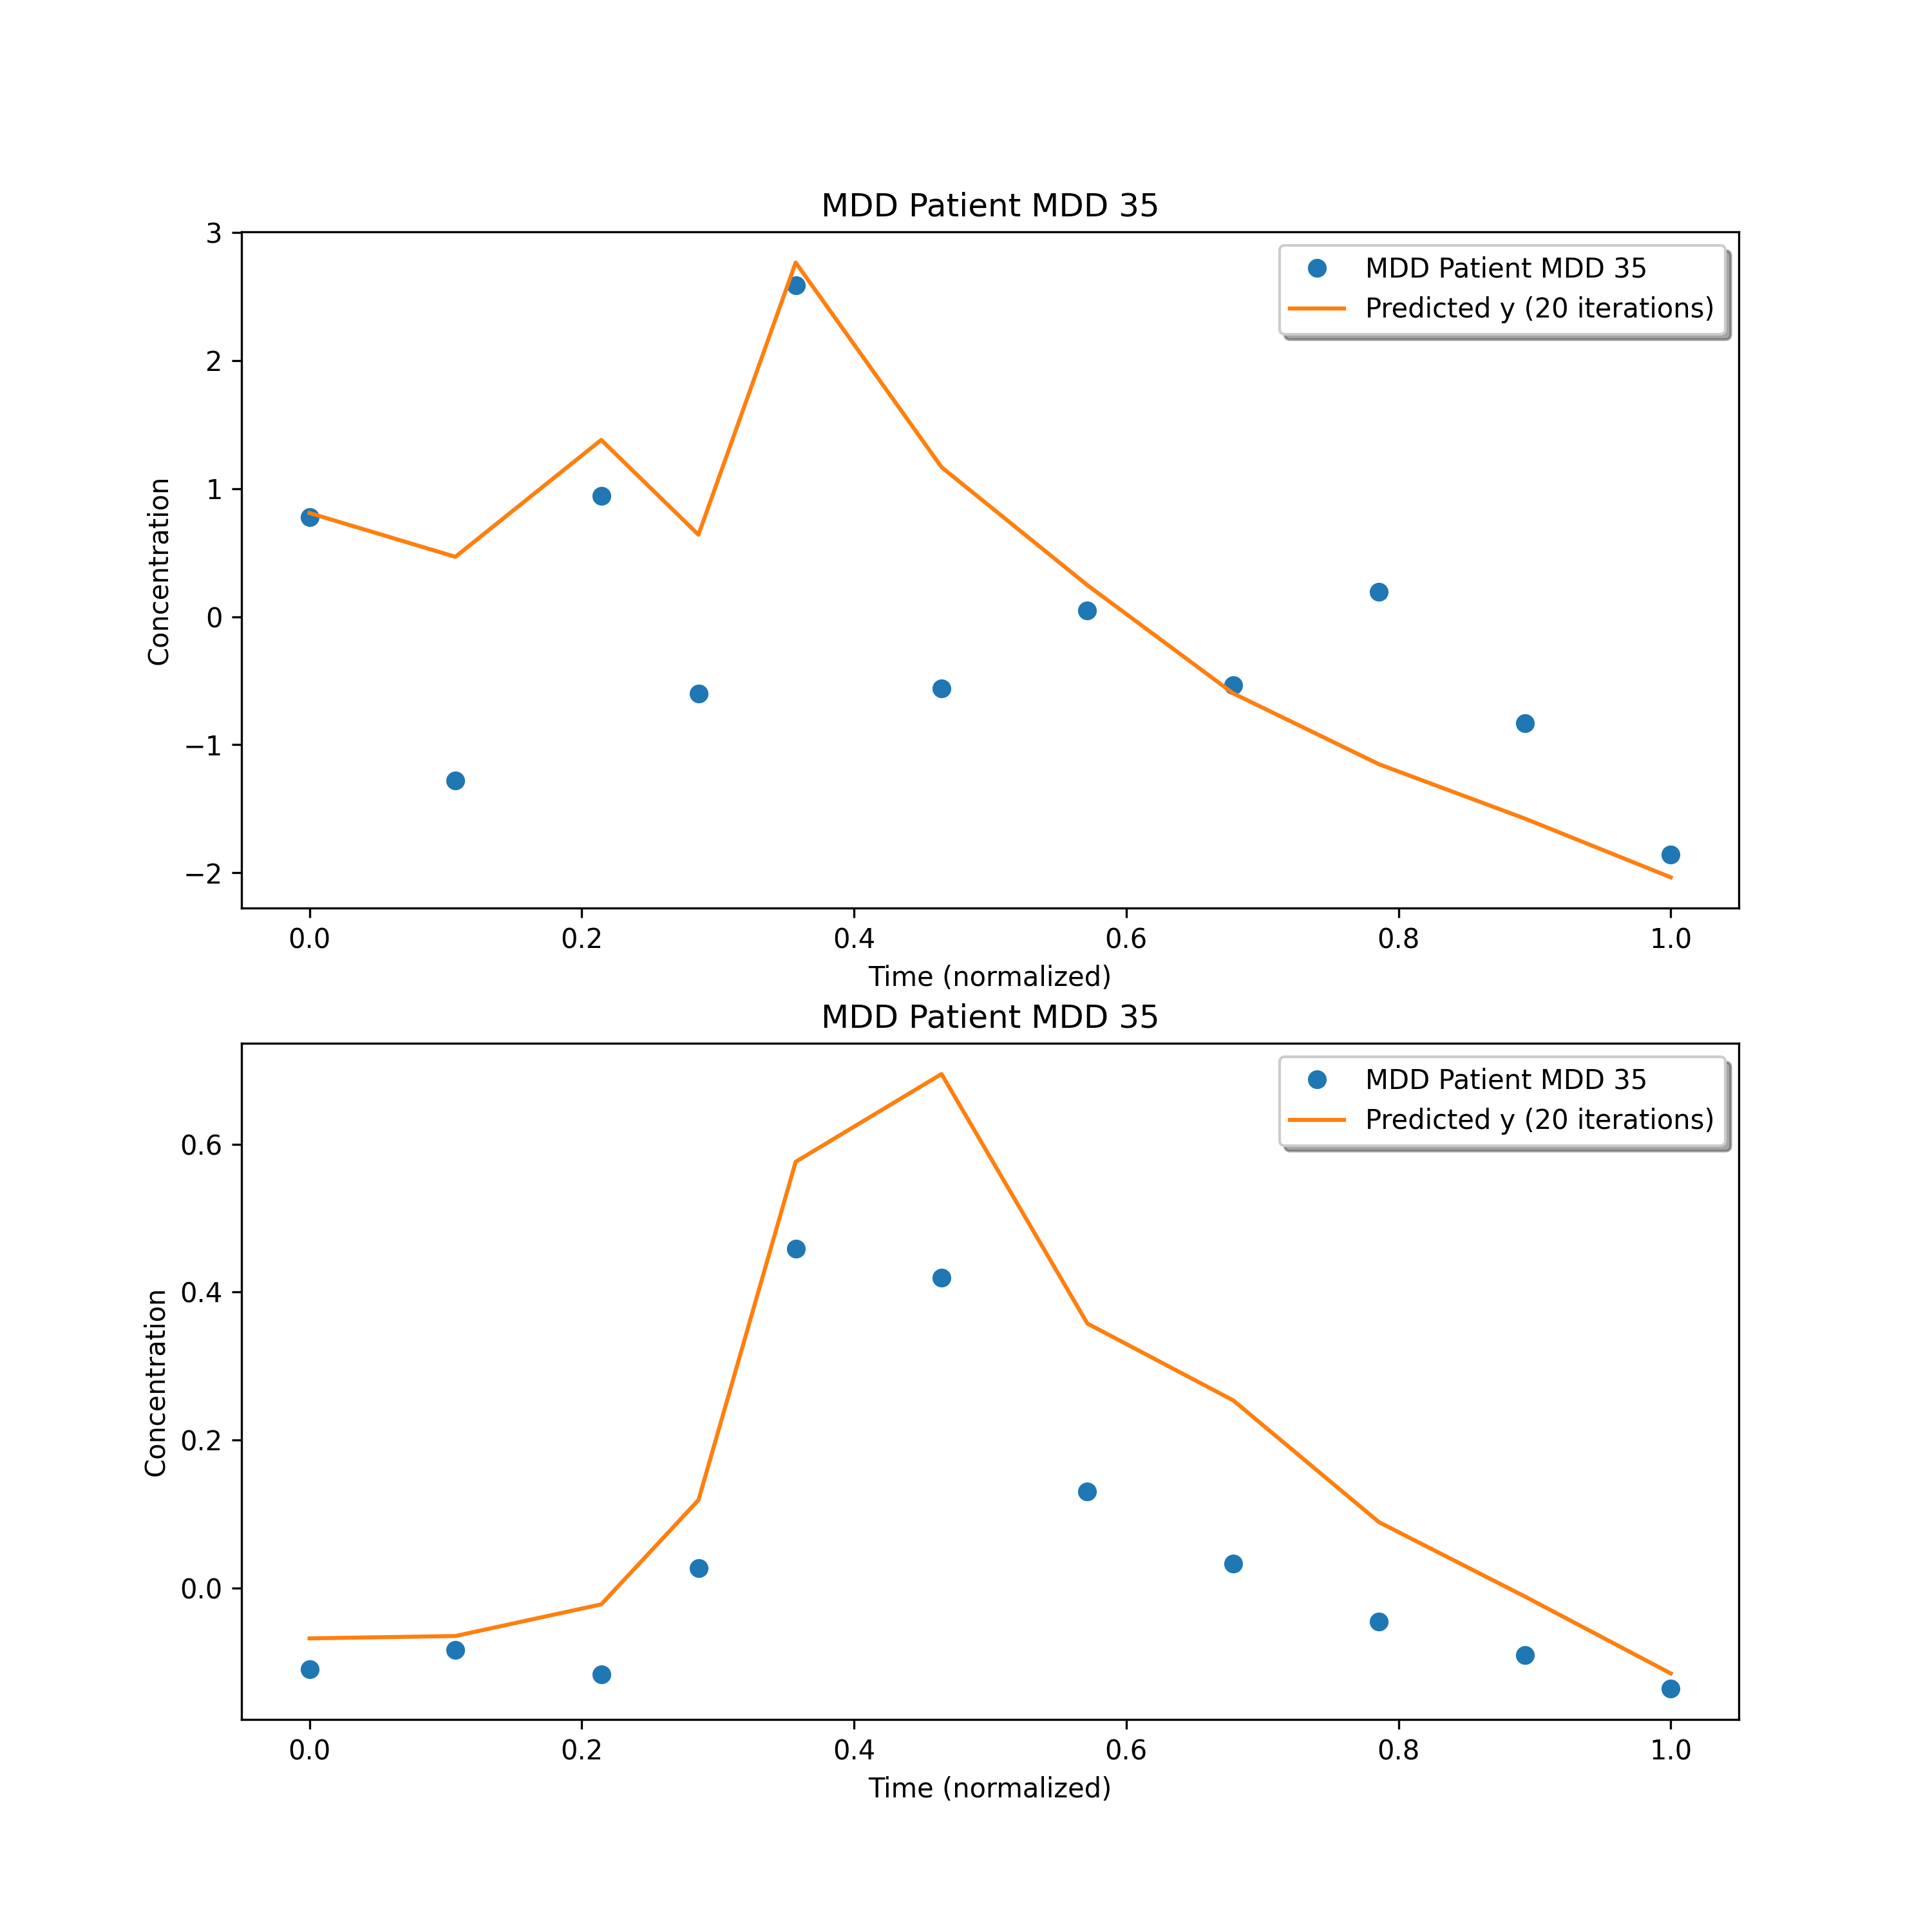 MDD Patient MDD 35
3
2
1
0
−1
−2
Concentration
MDD Patient MDD 35
Predicted y (20 iterations)
0.0 0.2 0.4 0.6 0.8 1.0
Time (normalized)
MDD Patient MDD 35
0.6
0.4
0.2
0.0
Concentration
MDD Patient MDD 35
Predicted y (20 iterations)
0.0 0.2 0.4 0.6 0.8 1.0
Time (normalized)